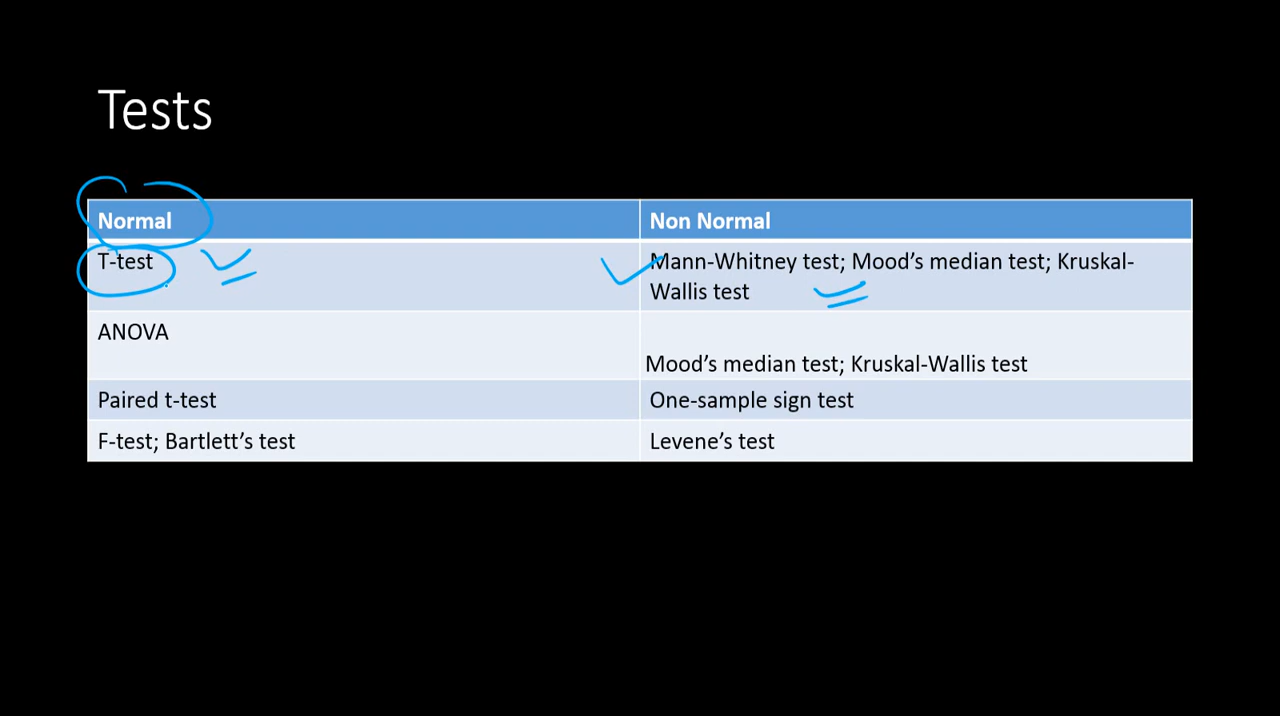 Tests
Normal
Non Normal
T-test
Mann-Whitney test; Mood’s median test; Kruskal-
Wallis test
ANOVA
Mood’s median test; Kruskal-Wallis test
Paired t-test
One-sample sign test
F-test; Bartlett’s test
Levene’s test